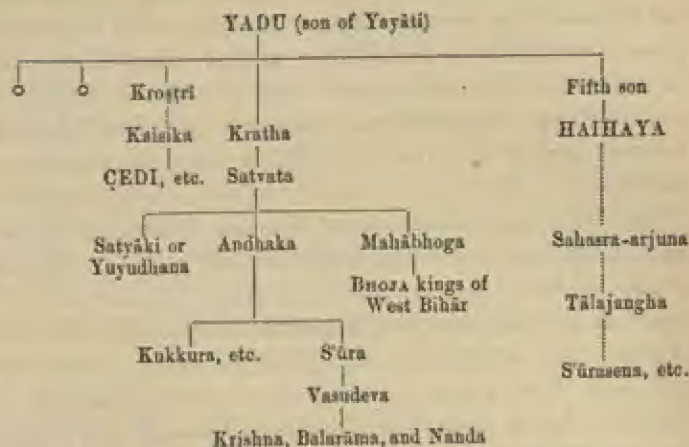 YADU (son of Yayâti)
o o Kroṣṭri Fifth son
Kaisika Kratha HAIHAYA
ÇEDI, etc. Satvata
Satyâki or Andhaka Mahâbhoga Sahasra-arjuna
Yuyudhana BHOJA kings of
West Bihâr Tâlajangha
Kukkura, etc. S'ûra
Vasudeva S'ûrasena, etc.
Krishna, Balarâma, and Nanda